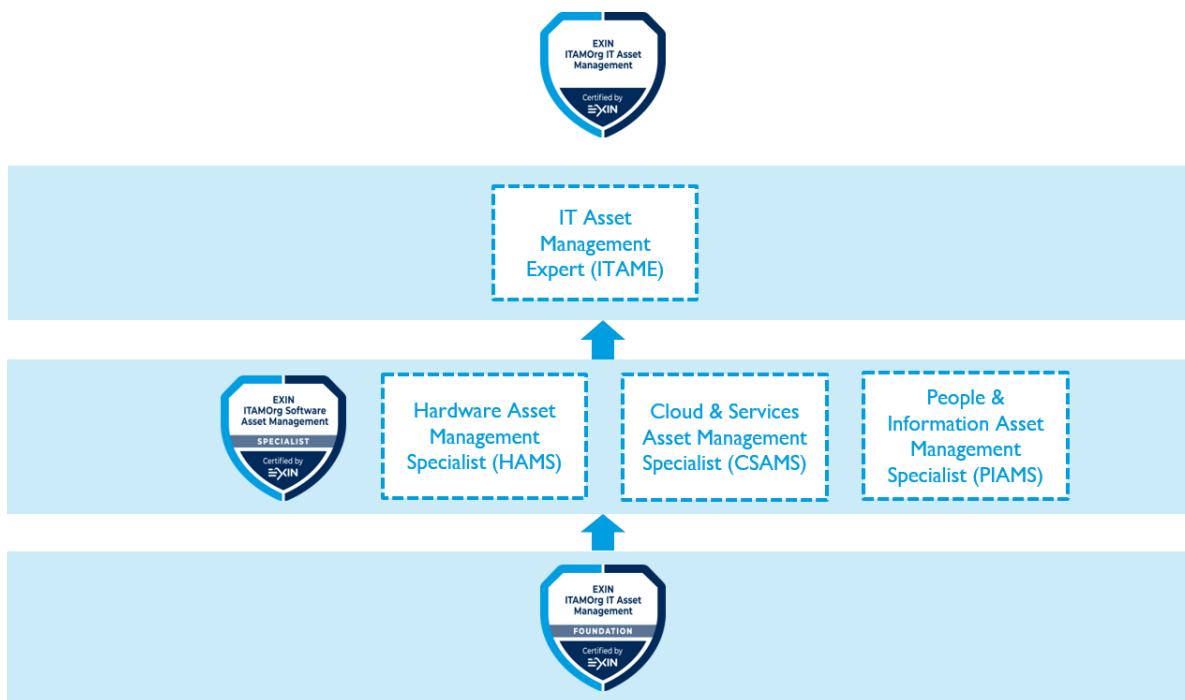 EXIN
ITAMOrg IT Asset
Management
Certified by
EXIN
IT Asset
Management
Expert (ITAME)
EXIN
ITAMOrg Software
Asset Management
SPECIALIST
Certified by
EXIN
Hardware Asset
Management
Specialist (HAMS)
Cloud & Services
Asset Management
Specialist (CSAMS)
People &
Information Asset
Management
Specialist (PIAMS)
EXIN
ITAMOrg IT Asset
Management
FOUNDATION
Certified by
EXIN